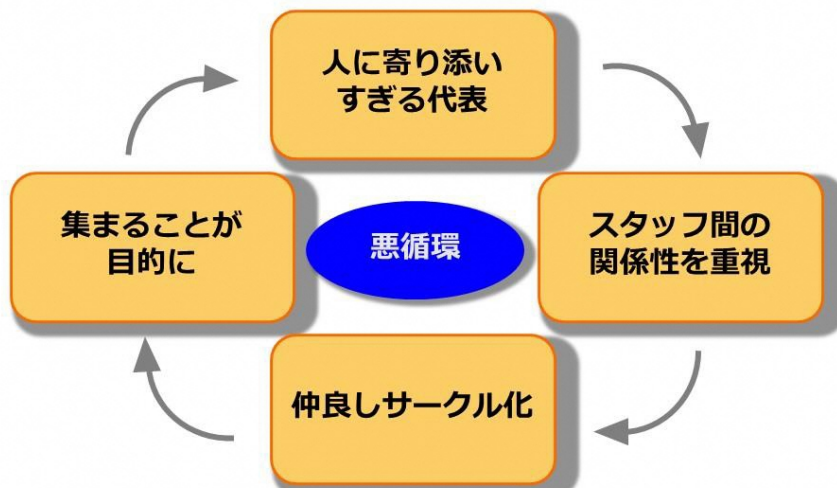 人に寄り添い
すぎる代表
スタッフ間の
関係性を重視
仲良しサークル化
集まることが
目的に
悪循環